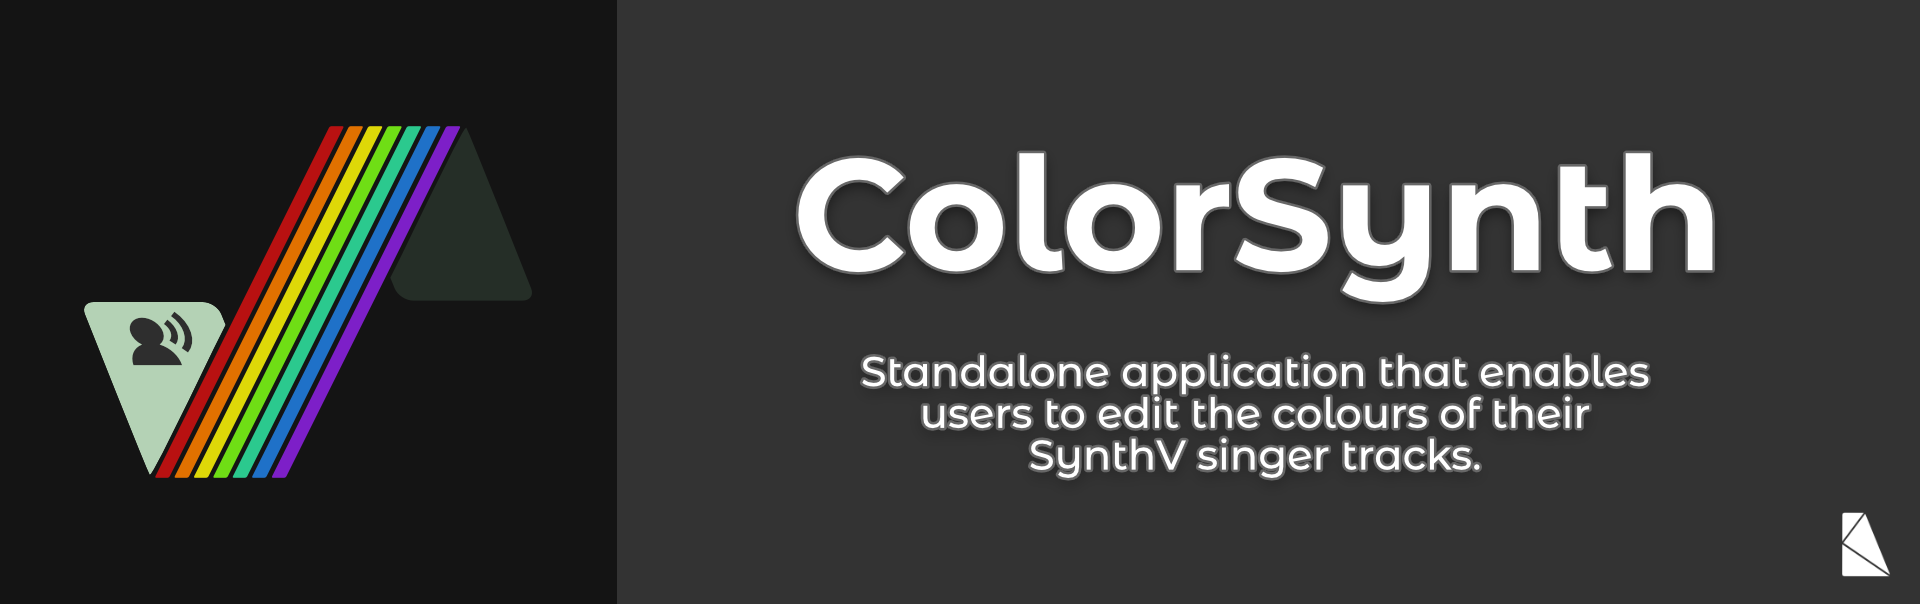 ColorSynth
Standalone application that enables
users to edit the colours of their
SynthV singer tracks.